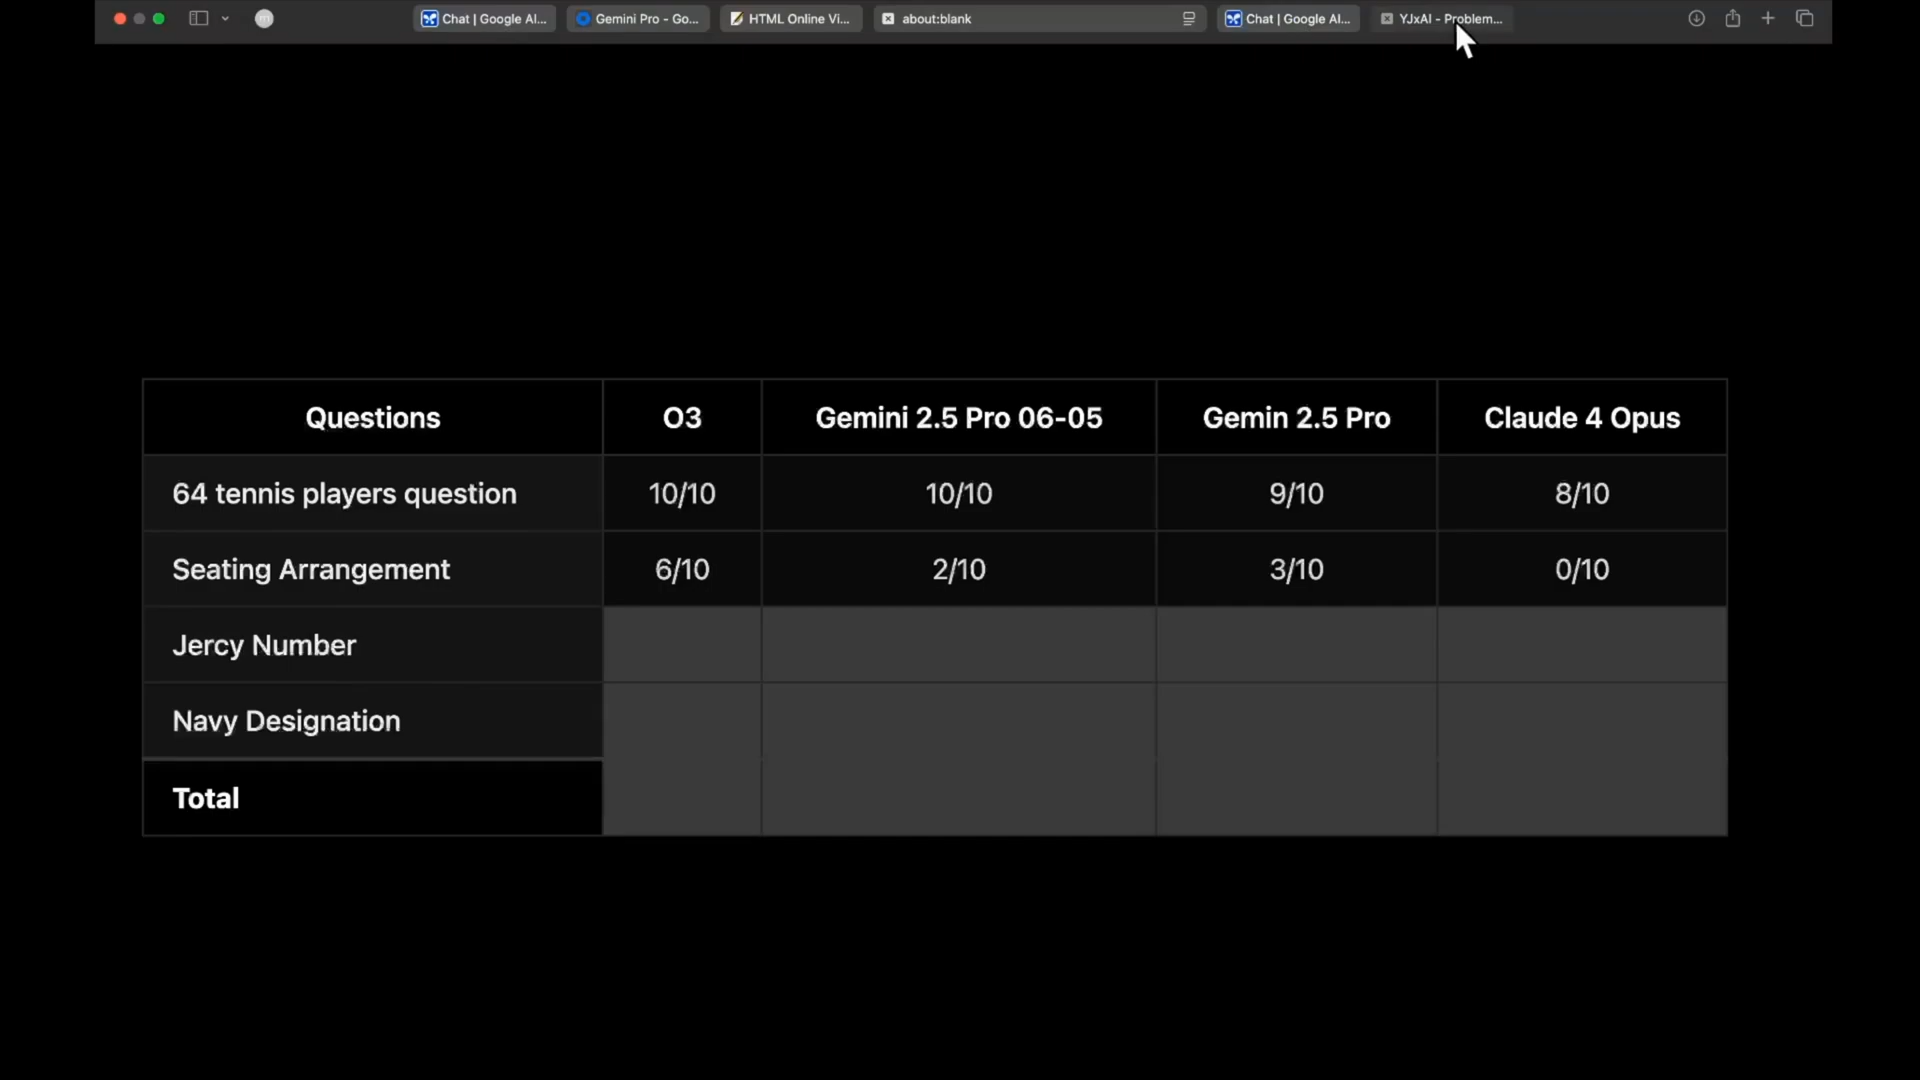 Chat | Google AI...
Gemini Pro - Go...
HTML Online Vi...
about:blank
Chat | Google AI...
YJxAI - Problem...
Questions O3 Gemini 2.5 Pro 06-05 Gemin 2.5 Pro Claude 4 Opus
64 tennis players question 10/10 10/10 9/10 8/10
Seating Arrangement 6/10 2/10 3/10 0/10
Jercy Number
Navy Designation
Total